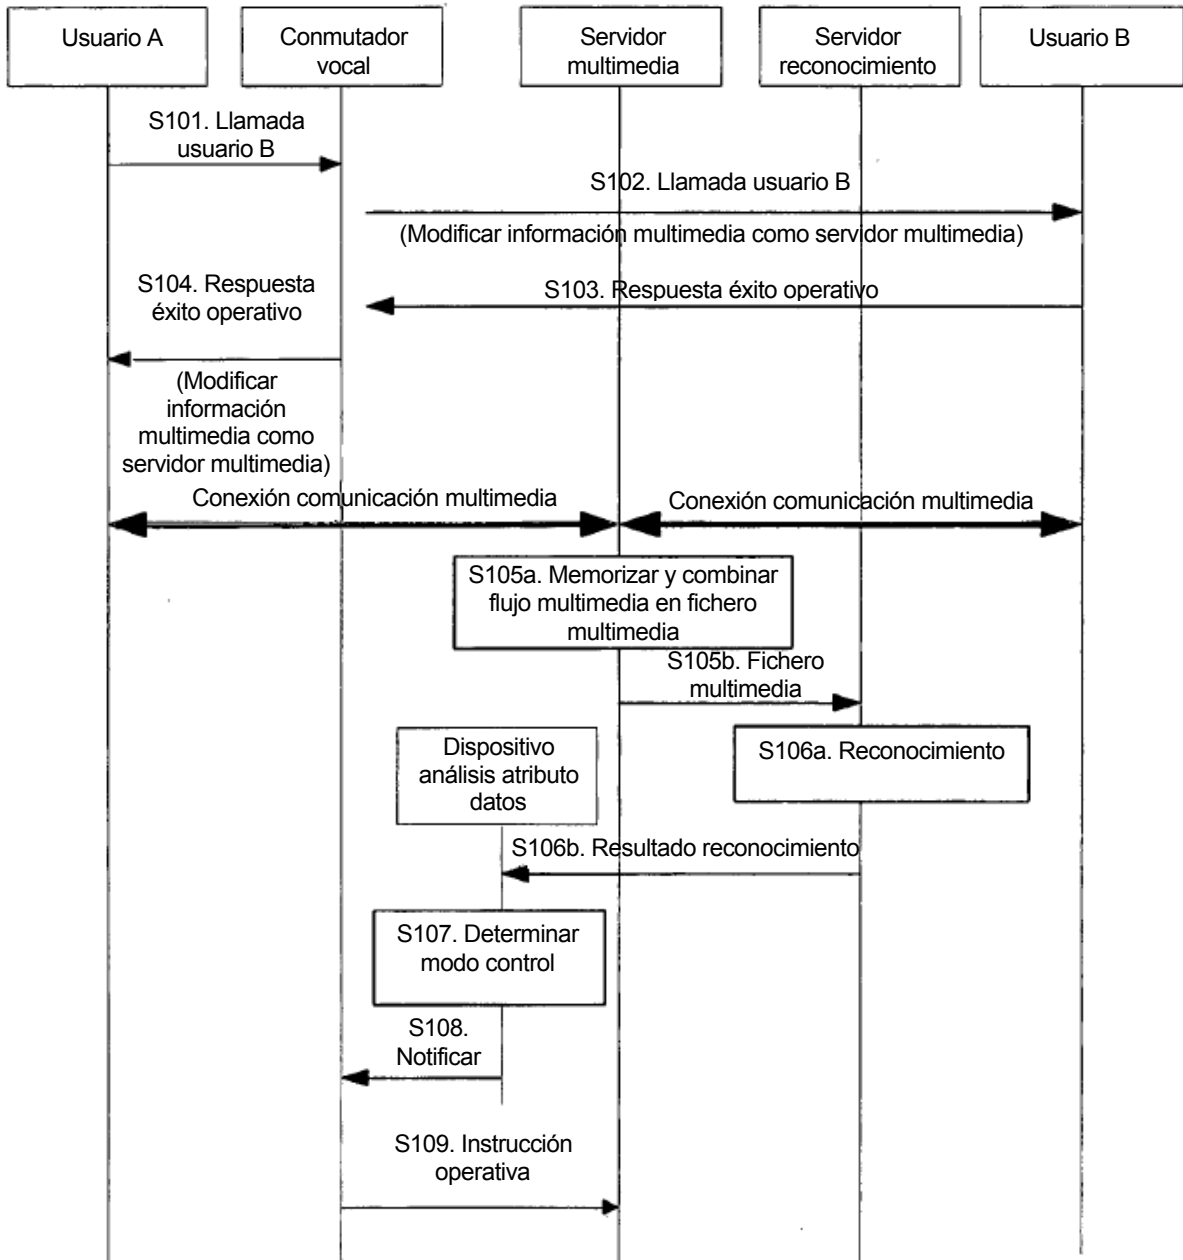 Usuario A
Conmutador
vocal
Servidor
multimedia
Servidor
reconocimiento
Usuario B
S101. Llamada
usuario B
S102. Llamada usuario B
(Modificar información multimedia como servidor multimedia)
S104. Respuesta
éxito operativo
S103. Respuesta éxito operativo
(Modificar
información
multimedia como
servidor multimedia)
Conexión comunicación multimedia
Conexión comunicación multimedia
S105a. Memorizar y combinar
flujo multimedia en fichero
multimedia
S105b. Fichero
multimedia
Dispositivo
análisis atributo
datos
S106a. Reconocimiento
S106b. Resultado reconocimiento
S107. Determinar
modo control
S108.
Notificar
S109. Instrucción
operativa